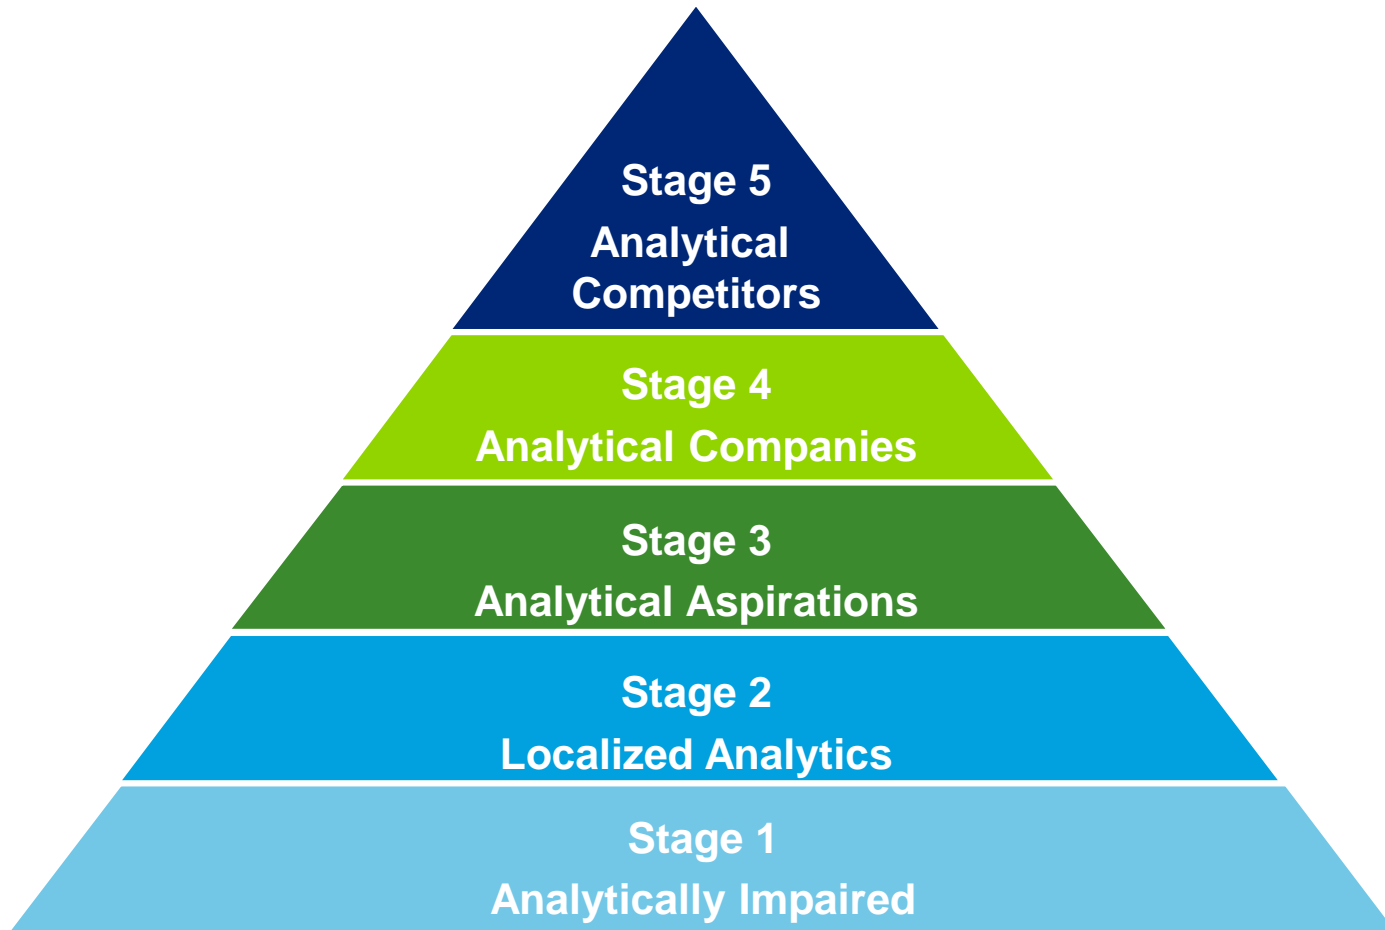 Stage 5
Analytical
Competitors
Stage 4
Analytical Companies
Stage 3
Analytical Aspirations
Stage 2
Localized Analytics
Stage 1
Analytically Impaired